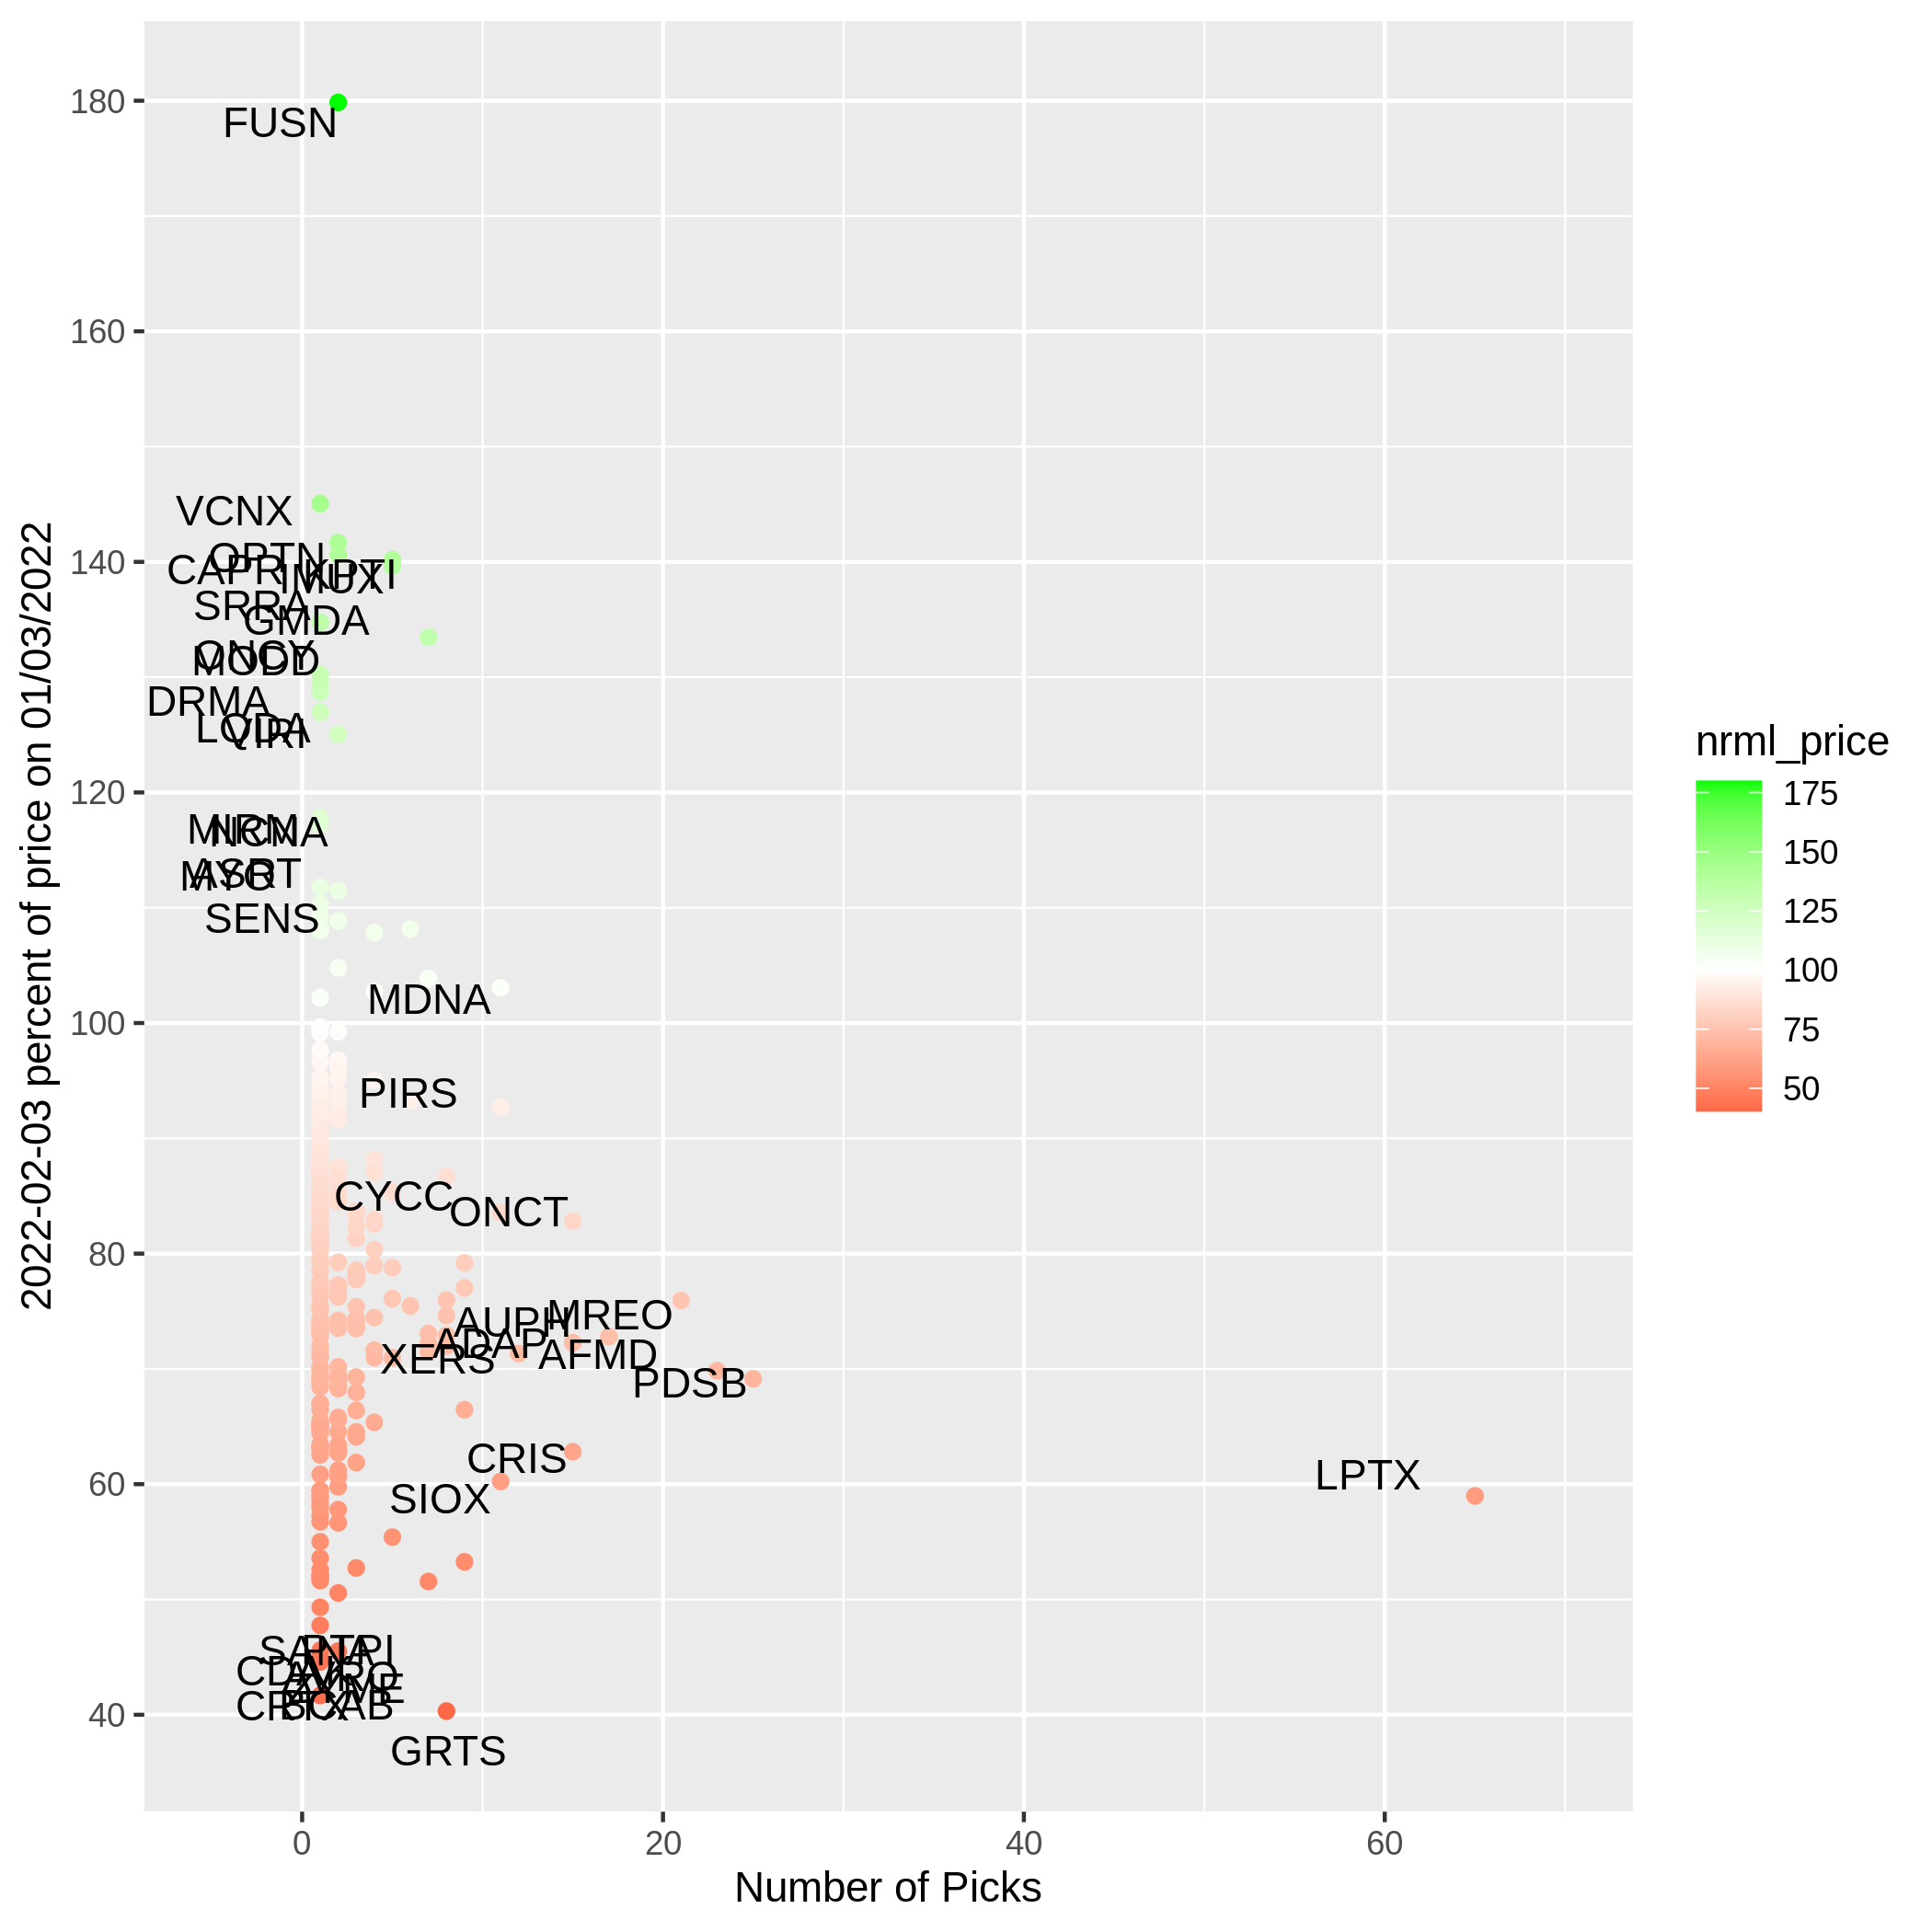 180
160
140
120
100
80
60
40
0
20
40
60
Number of Picks
2022-02-03 percent of price on 01/03/2022
nrml_price
175
150
125
100
75
50
FUSN
VCNX
OPTN
CAPR
KPTI
IMUX
SRRA
GMDA
ONCY
MODD
DRMA
LQDA
VIRI
MIRM
NCNA
ASRT
MYO
SENS
MDNA
PIRS
CYCC
ONCT
MREO
AUPH
ADAP
AFMD
XERS
PDSB
CRIS
SIOX
LPTX
GRTS